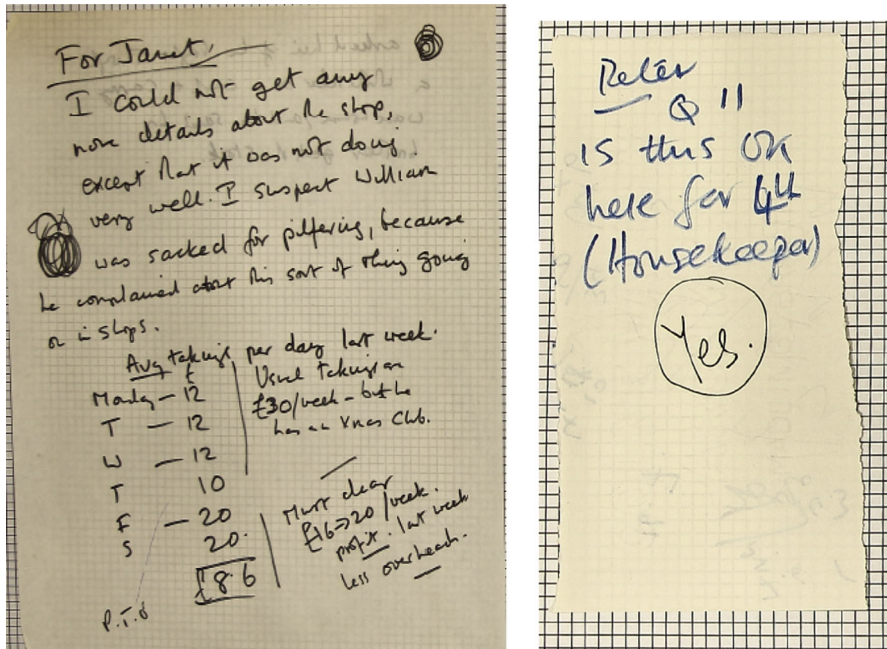 For Janet.
I could not get any
more details about the shop,
except that it was not doing
very well. I suspect William
was sacked for pilfering, because
he complained about this sort of thing going
on in shops.
Avg takings per day last week.
£
Monday – 12
T – 12
W – 12
T 10
F – 20
S 20.
£86
Usual takings are
£30/week – but he
has an Xmas Club.
Must clear
£16→20/week.
profit. last week
less overheads.
P.T.O
Peter
Q 11
is this OK
here for 44
(Housekeeper)
Yes.